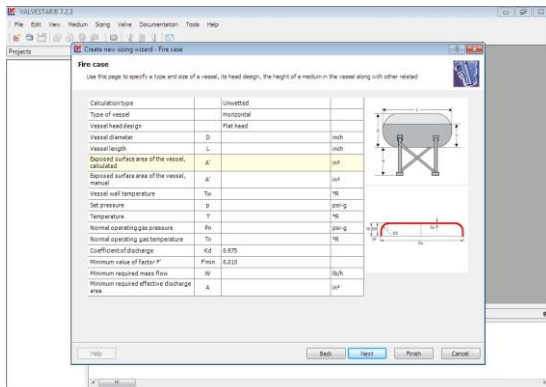 VALVESTAR® 7.2.3
File Edit View Medium Sizing Valve Documentation Tools Help
Projects
Create new sizing wizard - Fire case
Fire case
Use this page to specify a type and size of a vessel, its head design, the height of a medium in the vessel along with other related
Calculation type Unwetted
Type of vessel Horizontal
Vessel head design Flat head
Vessel diameter D inch
Vessel length L inch
Exposed surface area of the vessel, calculated A' in²
Exposed surface area of the vessel, manual A' in²
Vessel wall temperature Tw °R
Set pressure p psi-g
Temperature T °R
Normal operating gas pressure Pn psi-g
Normal operating gas temperature Tn °R
Coefficient of discharge Kd 0.975
Minimum value of factor F' F'min 0.010
Minimum required mass flow W lb/h
Minimum required effective discharge area A in²
L
Help Back Next Finish Cancel